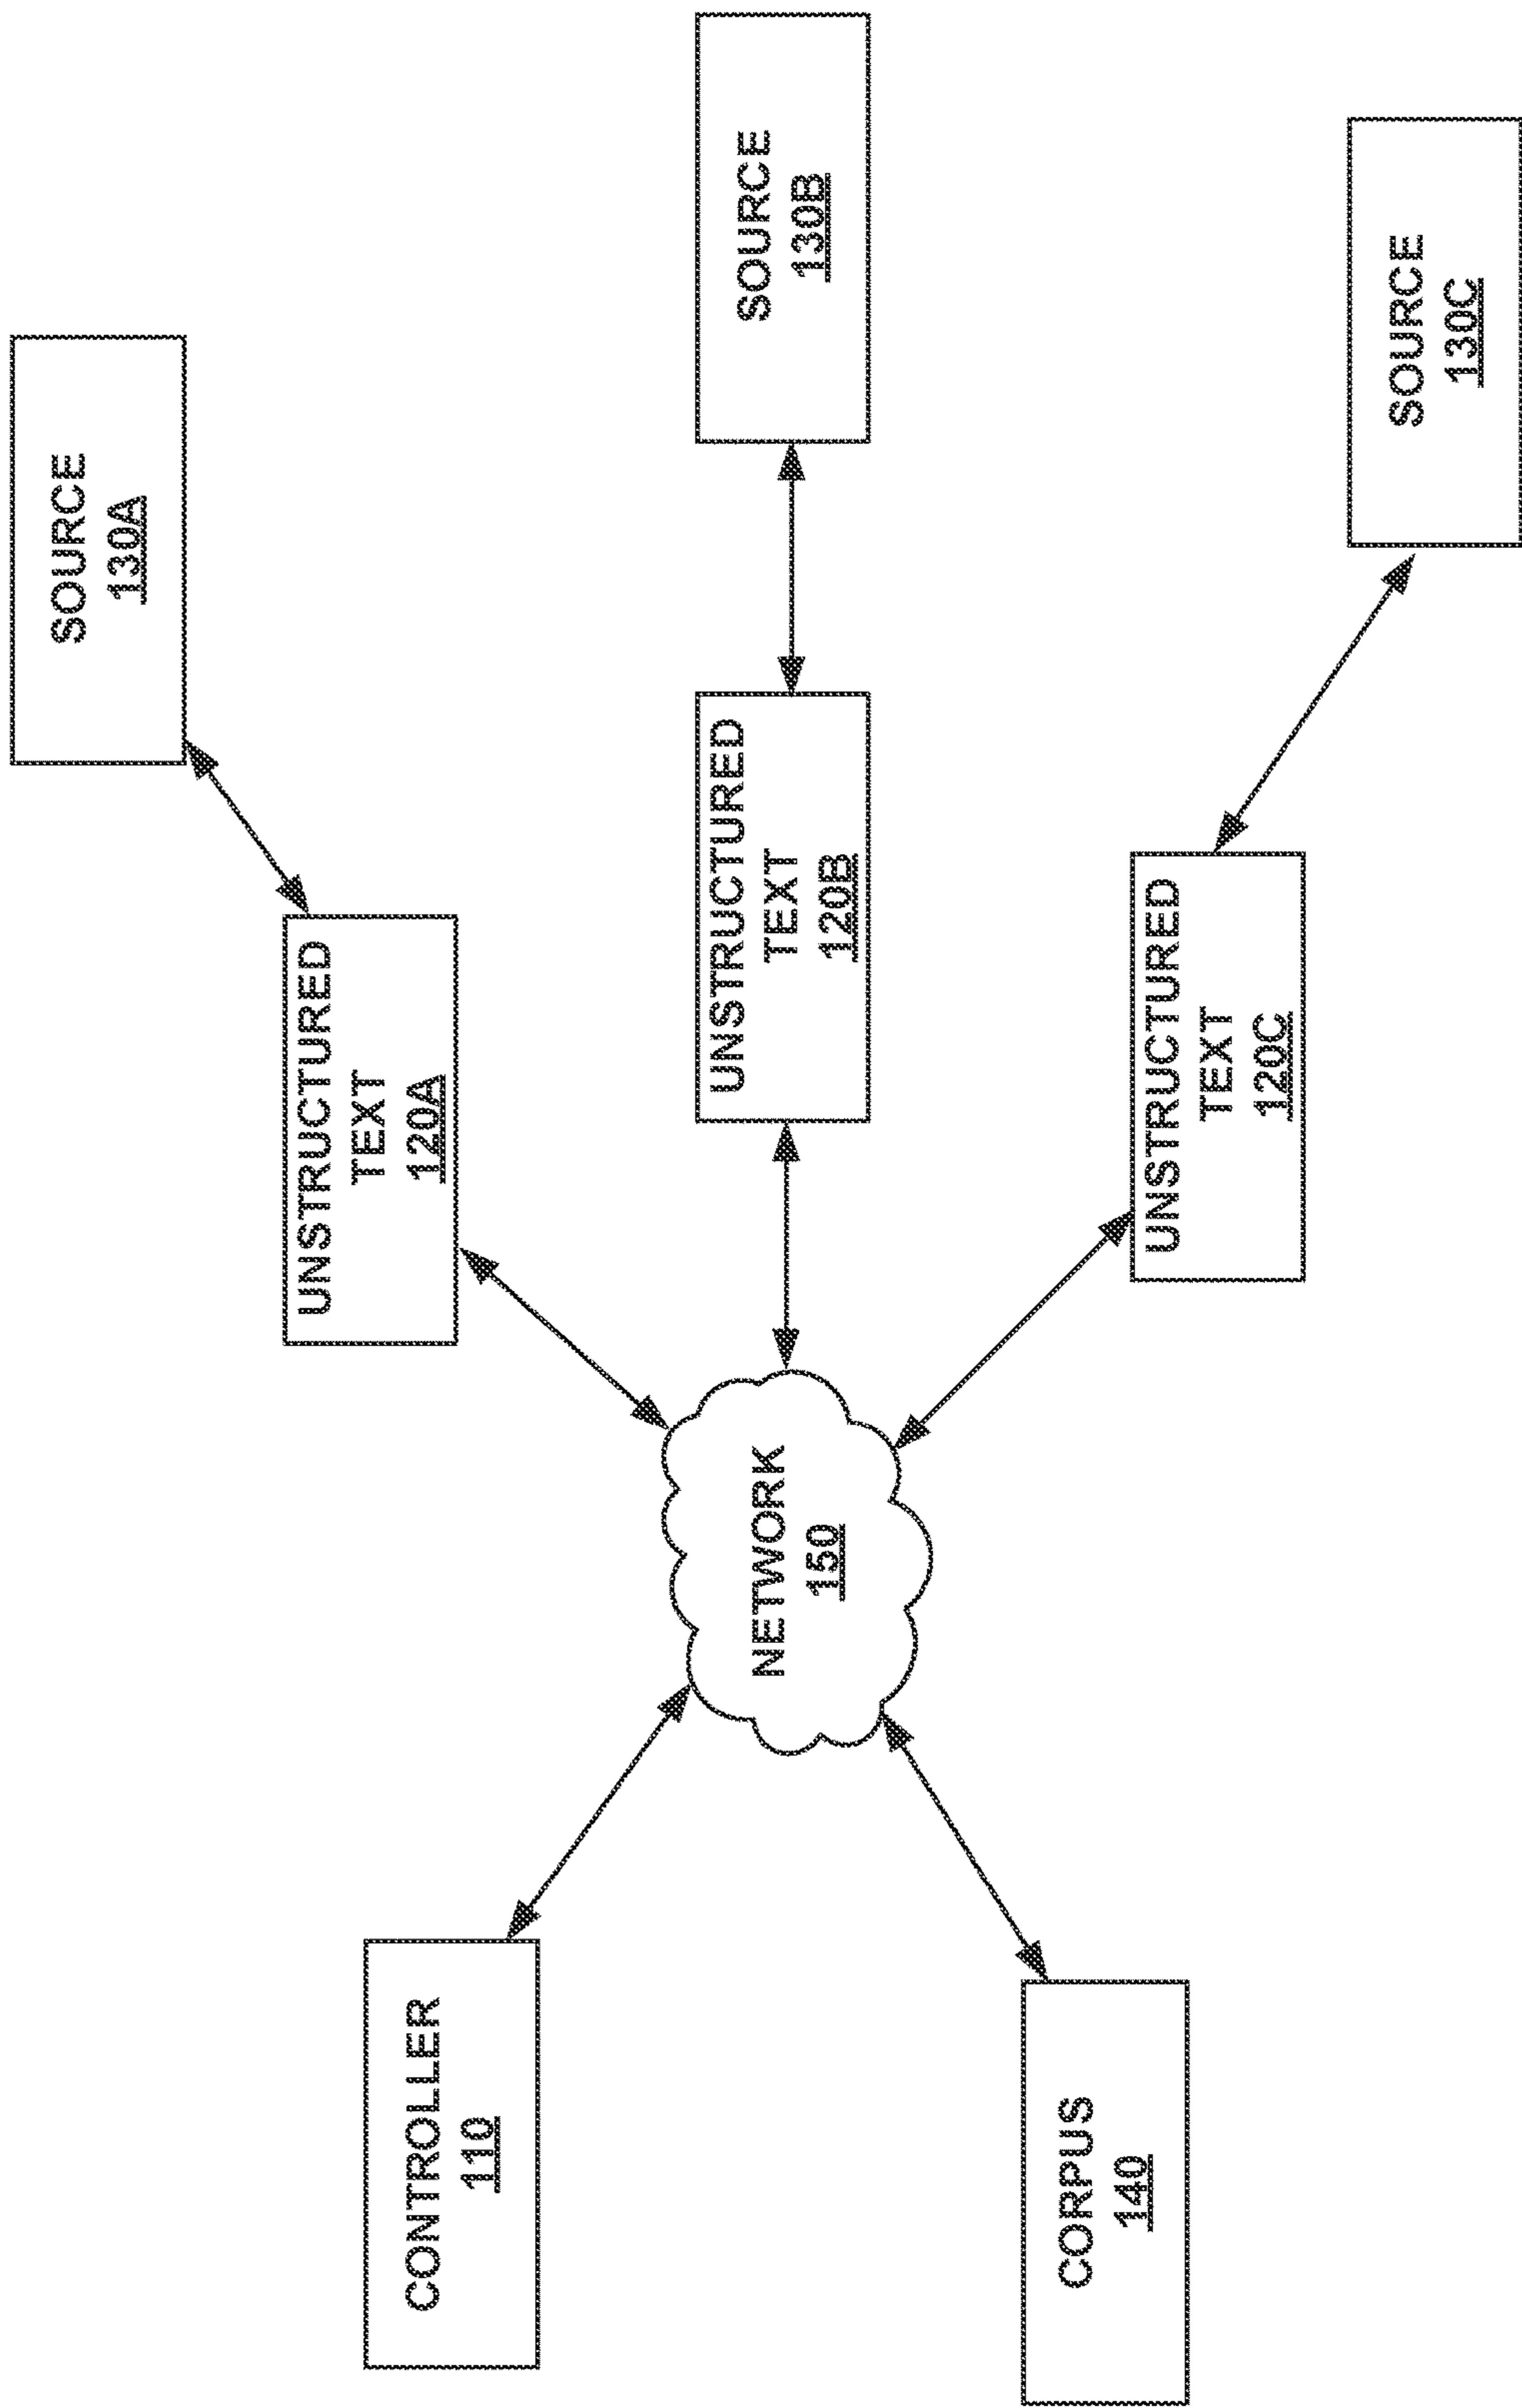 SOURCE
130A
UNSTRUCTURED
TEXT
120A
CONTROLLER
110
SOURCE
130B
UNSTRUCTURED
TEXT
120B
NETWORK
150
SOURCE
130C
UNSTRUCTURED
TEXT
120C
CORPUS
140